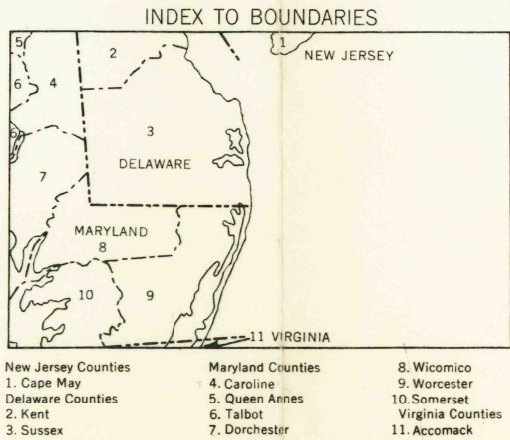 INDEX TO BOUNDARIES
5
2
1
NEW JERSEY
6
4
3
6
DELAWARE
7
MARYLAND
8
10
9
11 VIRGINIA
New Jersey Counties
1. Cape May
Delaware Counties
2. Kent
3. Sussex
Maryland Counties
4. Caroline
5. Queen Annes
6. Talbot
7. Dorchester
8. Wicomico
9. Worcester
10. Somerset
Virginia Counties
11. Accomack